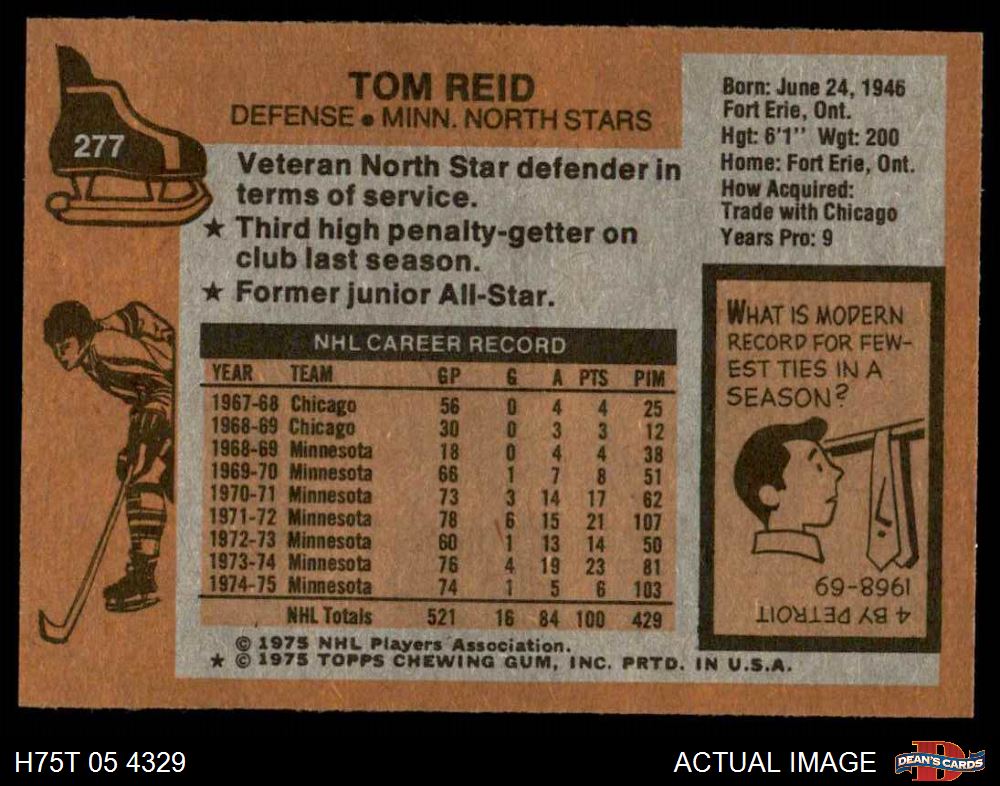 277
TOM REID
DEFENSE • MINN. NORTH STARS
Veteran North Star defender in
terms of service.
★ Third high penalty-getter on
club last season.
★ Former junior All-Star.
Born: June 24, 1946
Fort Erie, Ont.
Hgt: 6'1" Wgt: 200
Home: Fort Erie, Ont.
How Acquired:
Trade with Chicago
Years Pro: 9
NHL CAREER RECORD
YEAR TEAM GP G A PTS PIM
1967-68 Chicago 56 0 4 4 25
1968-69 Chicago 30 0 3 3 12
1968-69 Minnesota 18 0 4 4 38
1969-70 Minnesota 66 1 7 8 51
1970-71 Minnesota 73 3 14 17 62
1971-72 Minnesota 78 6 15 21 107
1972-73 Minnesota 60 1 13 14 50
1973-74 Minnesota 76 4 19 23 81
1974-75 Minnesota 74 1 5 6 103
NHL Totals 521 16 84 100 429
© 1975 NHL Players Association.
★ © 1975 TOPPS CHEWING GUM, INC. PRTD. IN U.S.A.
WHAT IS MODERN
RECORD FOR FEW-
EST TIES IN A
SEASON?
4 BY DETROIT
1968-69
H75T 05 4329
ACTUAL IMAGE
D
DEAN'S CARDS